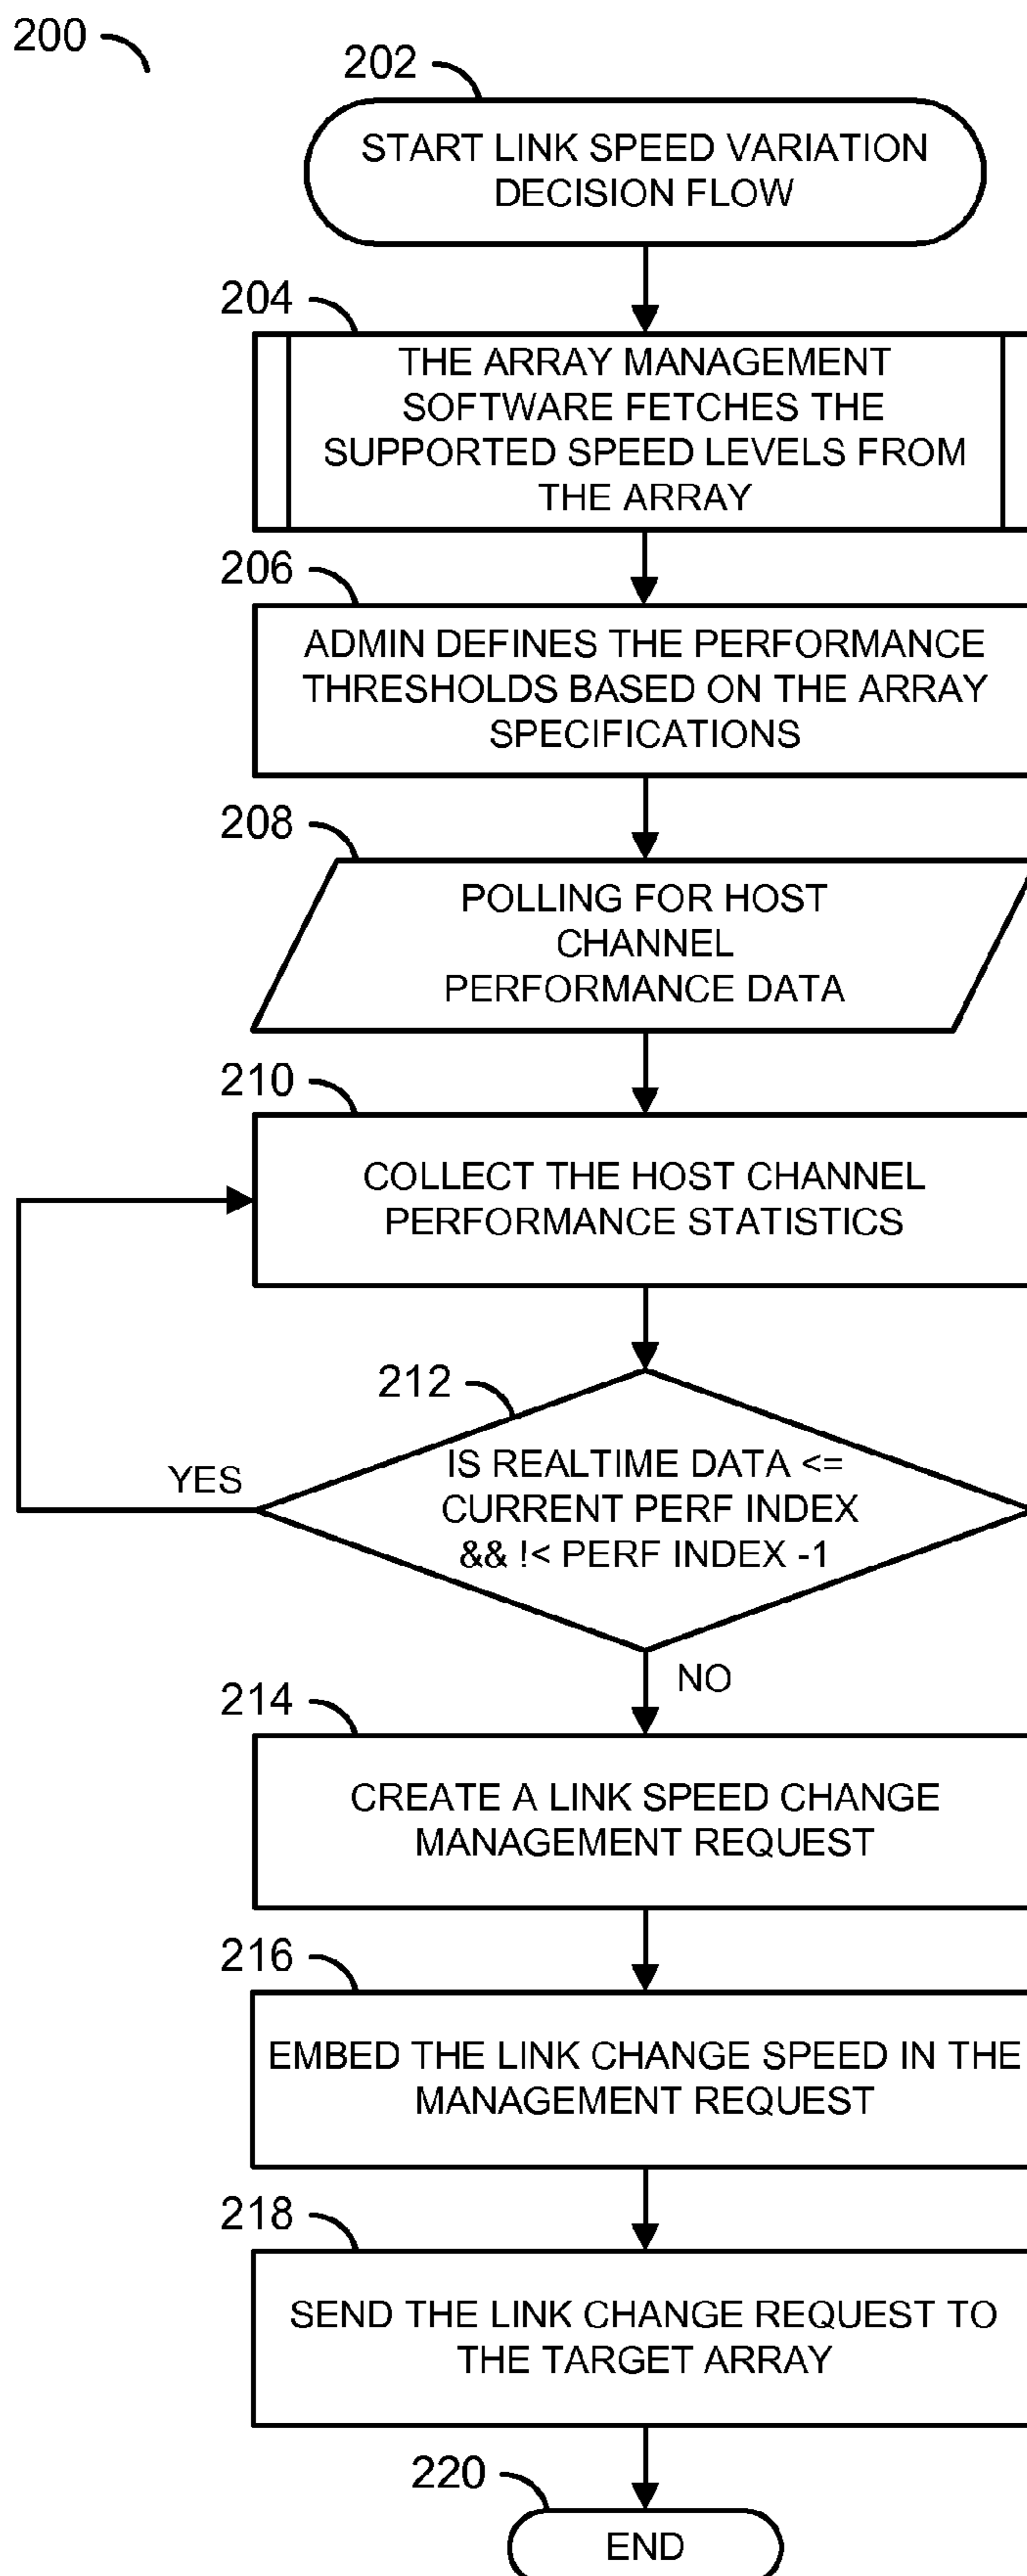 200
202
START LINK SPEED VARIATION
DECISION FLOW
204
THE ARRAY MANAGEMENT
SOFTWARE FETCHES THE
SUPPORTED SPEED LEVELS FROM
THE ARRAY
206
ADMIN DEFINES THE PERFORMANCE
THRESHOLDS BASED ON THE ARRAY
SPECIFICATIONS
208
POLLING FOR HOST
CHANNEL
PERFORMANCE DATA
210
COLLECT THE HOST CHANNEL
PERFORMANCE STATISTICS
212
IS REALTIME DATA <=
CURRENT PERF INDEX
&& !< PERF INDEX -1
YES
NO
214
CREATE A LINK SPEED CHANGE
MANAGEMENT REQUEST
216
EMBED THE LINK CHANGE SPEED IN THE
MANAGEMENT REQUEST
218
SEND THE LINK CHANGE REQUEST TO
THE TARGET ARRAY
220
END